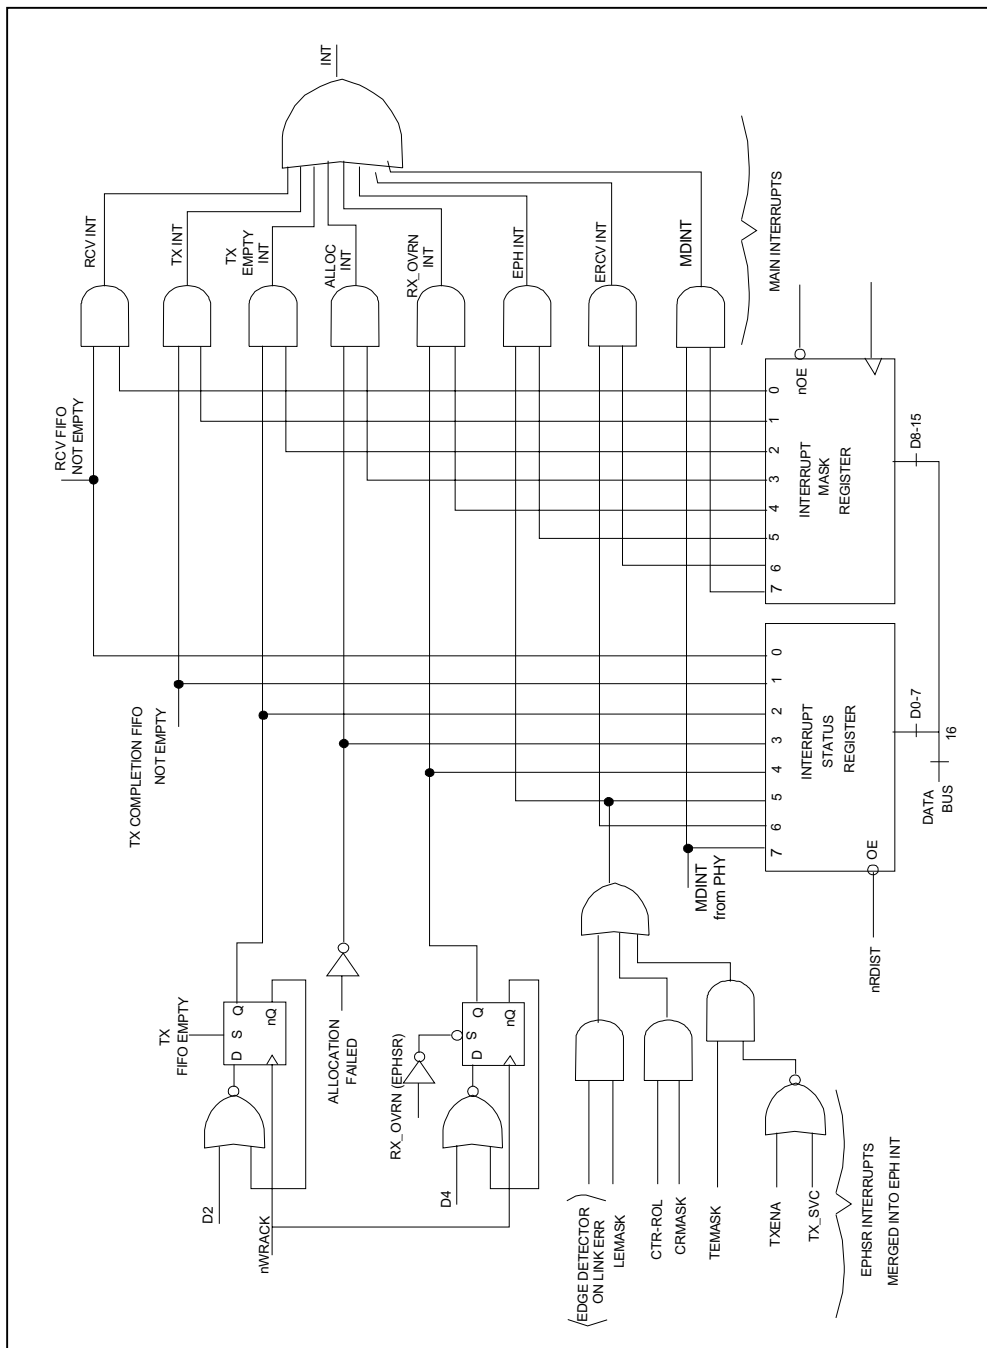 INT
RCV INT
TX INT
TX
EMPTY
INT
ALLOC
INT
RX_OVRN
INT
EPH INT
ERCV INT
MDINT
MAIN INTERRUPTS
RCV FIFO
NOT EMPTY
0
1
2
3
4
5
6
7
nOE
INTERRUPT
MASK
REGISTER
D8-15
TX COMPLETION FIFO
NOT EMPTY
0
1
2
3
4
5
6
7
INTERRUPT
STATUS
REGISTER
OE
D0-7
16
DATA
BUS
nRDIST
MDINT
from PHY
TX
FIFO EMPTY
D
S
Q
nQ
ALLOCATION
FAILED
RX_OVRN (EPHSR)
D
S
Q
nQ
D2
nWRACK
D4
EDGE DETECTOR
ON LINK ERR
LEMASK
CTR-ROL
CRMASK
TEMASK
TXENA
TX_SVC
EPHSR INTERRUPTS
MERGED INTO EPH INT